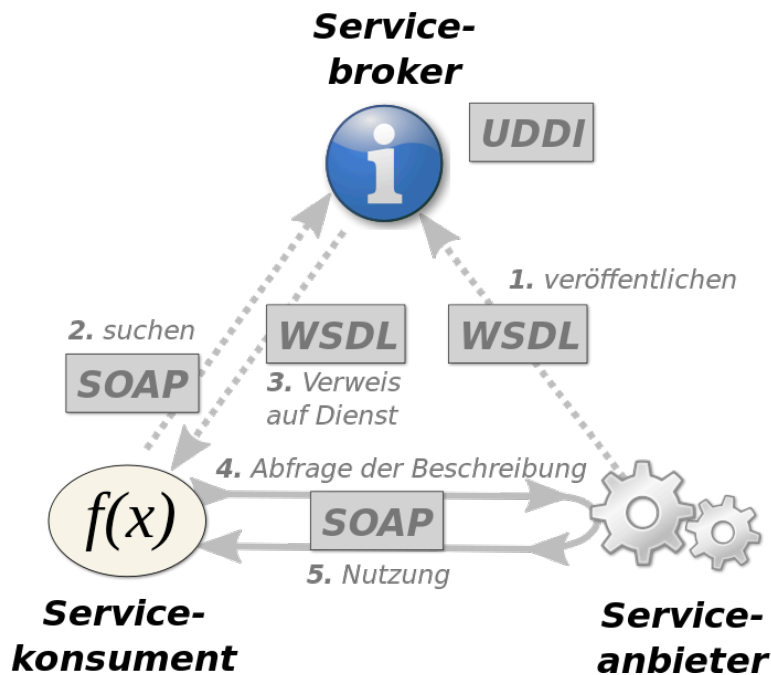 Service-
broker
i
UDDI
1. veröffentlichen
2. suchen
WSDL
WSDL
SOAP
3. Verweis
auf Dienst
4. Abfrage der Beschreibung
f(x)
SOAP
5. Nutzung
Service-
konsument
Service-
anbieter